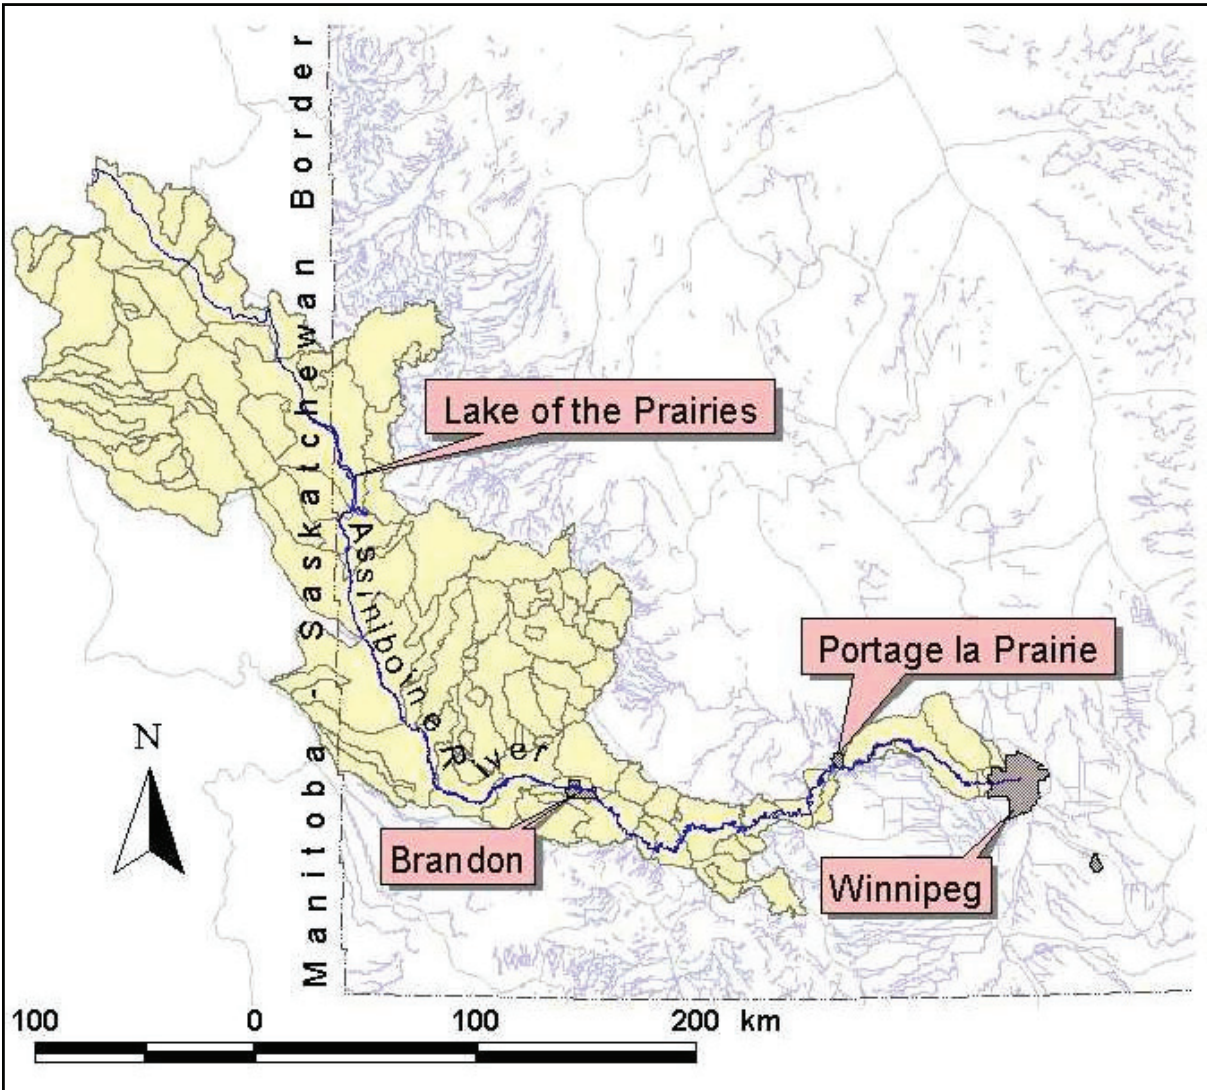 Manitoba - Saskatchewan Border
Lake of the Prairies
Assiniboine River
Portage la Prairie
N
Brandon
Winnipeg
100 0 100 200 km